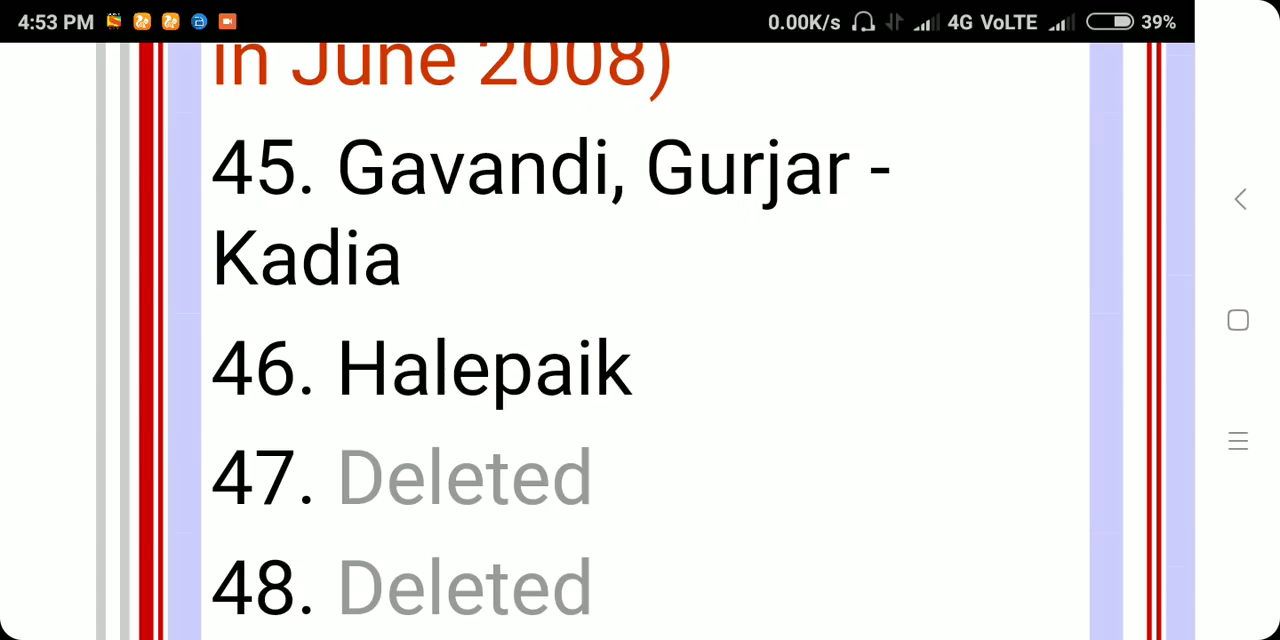 4:53 PM 0.00K/s 4G VoLTE 39%
in June 2008)
45. Gavandi, Gurjar -
Kadia
46. Halepaik
47. Deleted
48. Deleted